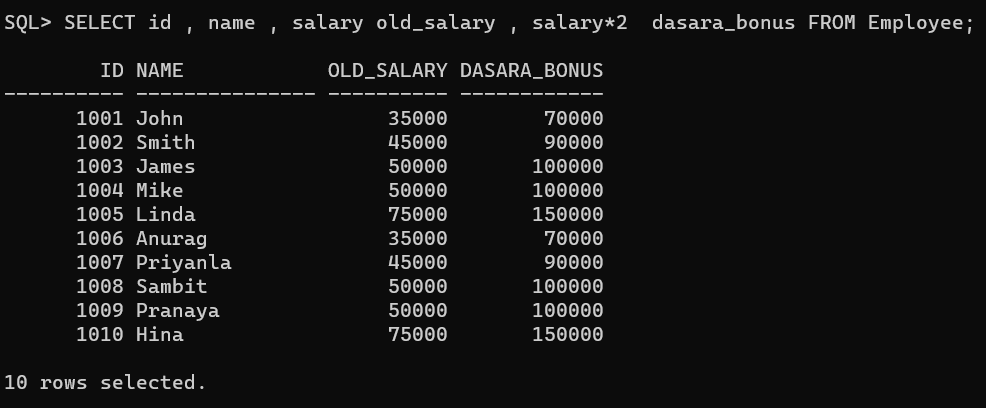 SQL> SELECT id , name , salary old_salary , salary*2  dasara_bonus FROM Employee;
        ID NAME            OLD_SALARY DASARA_BONUS
---------- --------------- ---------- ------------
      1001 John                 35000        70000
      1002 Smith                45000        90000
      1003 James                50000       100000
      1004 Mike                 50000       100000
      1005 Linda                75000       150000
      1006 Anurag               35000        70000
      1007 Priyanla             45000        90000
      1008 Sambit               50000       100000
      1009 Pranaya              50000       100000
      1010 Hina                 75000       150000
10 rows selected.